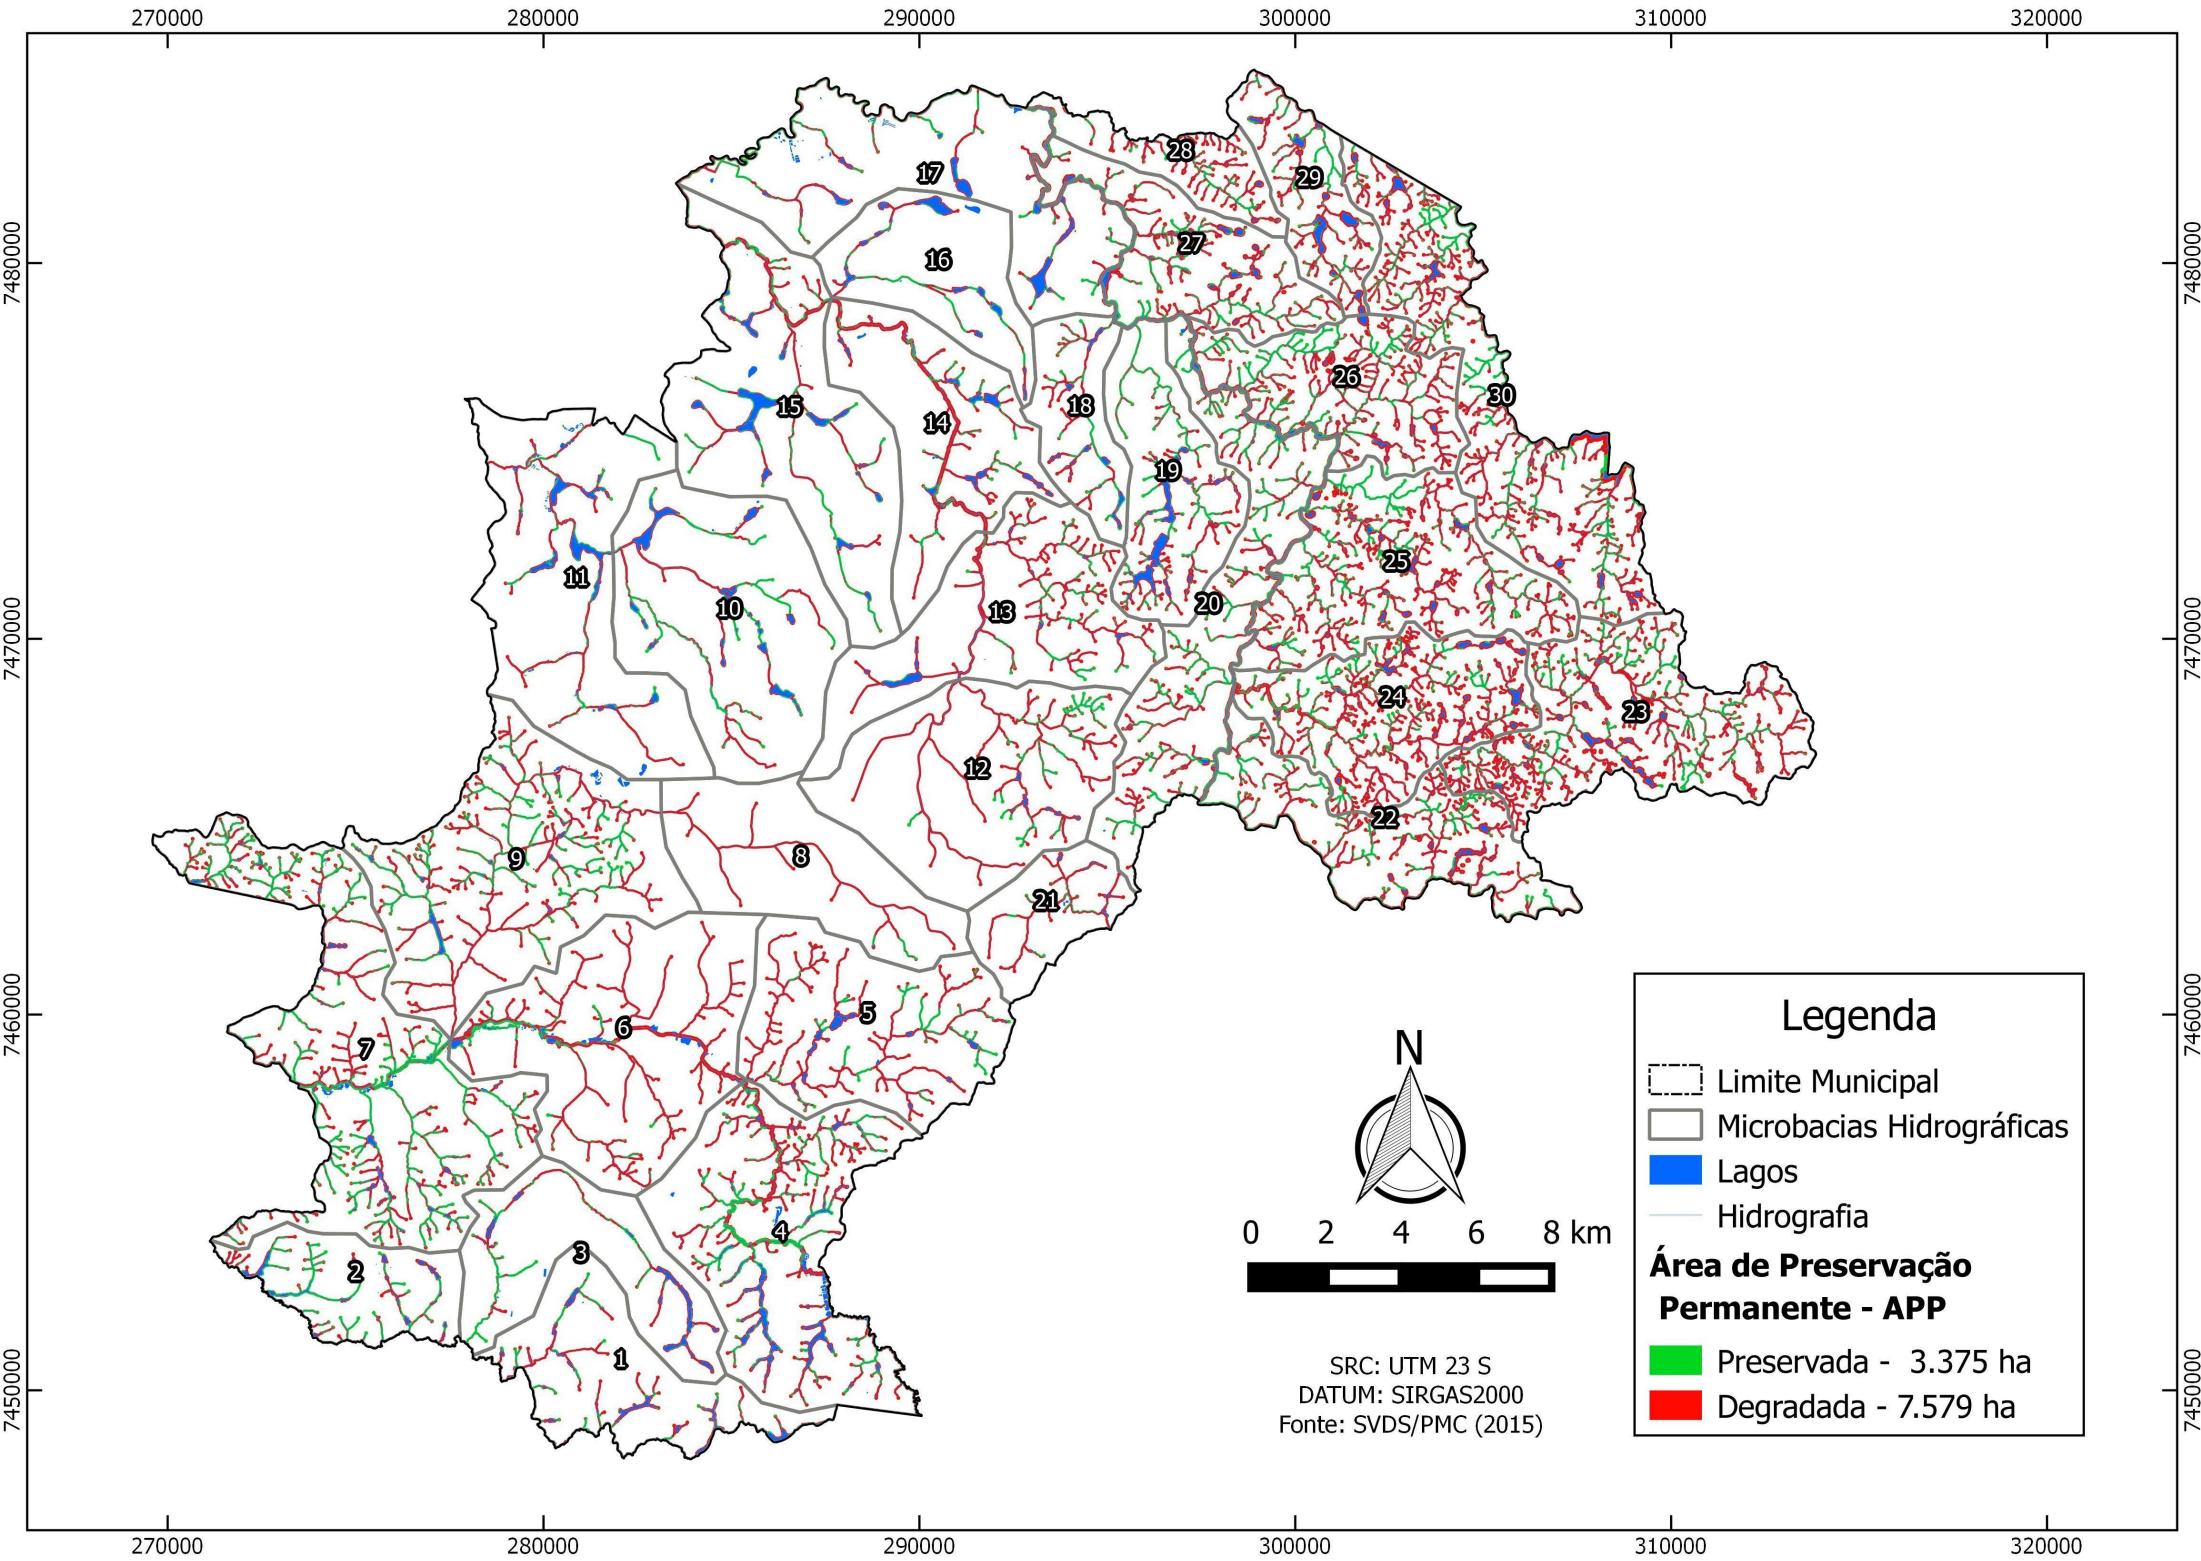 270000 280000 290000 300000 310000 320000
7480000
7480000
7470000
7470000
7460000
7460000
7450000
7450000
28
17
29
27
16
26
30
15
18
14
19
25
11
10
13
20
24
23
12
22
8
9
21
5
6
7
4
3
2
1
N
0 2 4 6 8 km
SRC: UTM 23 S
DATUM: SIRGAS2000
Fonte: SVDS/PMC (2015)
Legenda
Limite Municipal
Microbacias Hidrográficas
Lagos
Hidrografia
Área de Preservação
Permanente - APP
Preservada - 3.375 ha
Degradada - 7.579 ha
270000 280000 290000 300000 310000 320000